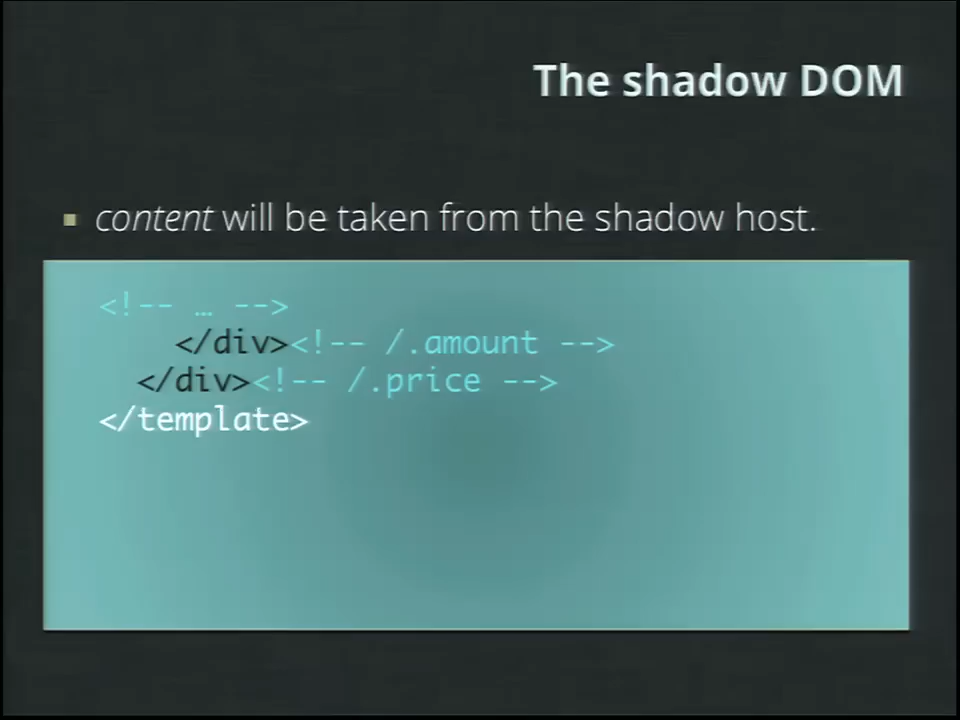 The shadow DOM
content will be taken from the shadow host.
<!-- … -->
</div><!-- /.amount -->
</div><!-- /.price -->
</template>